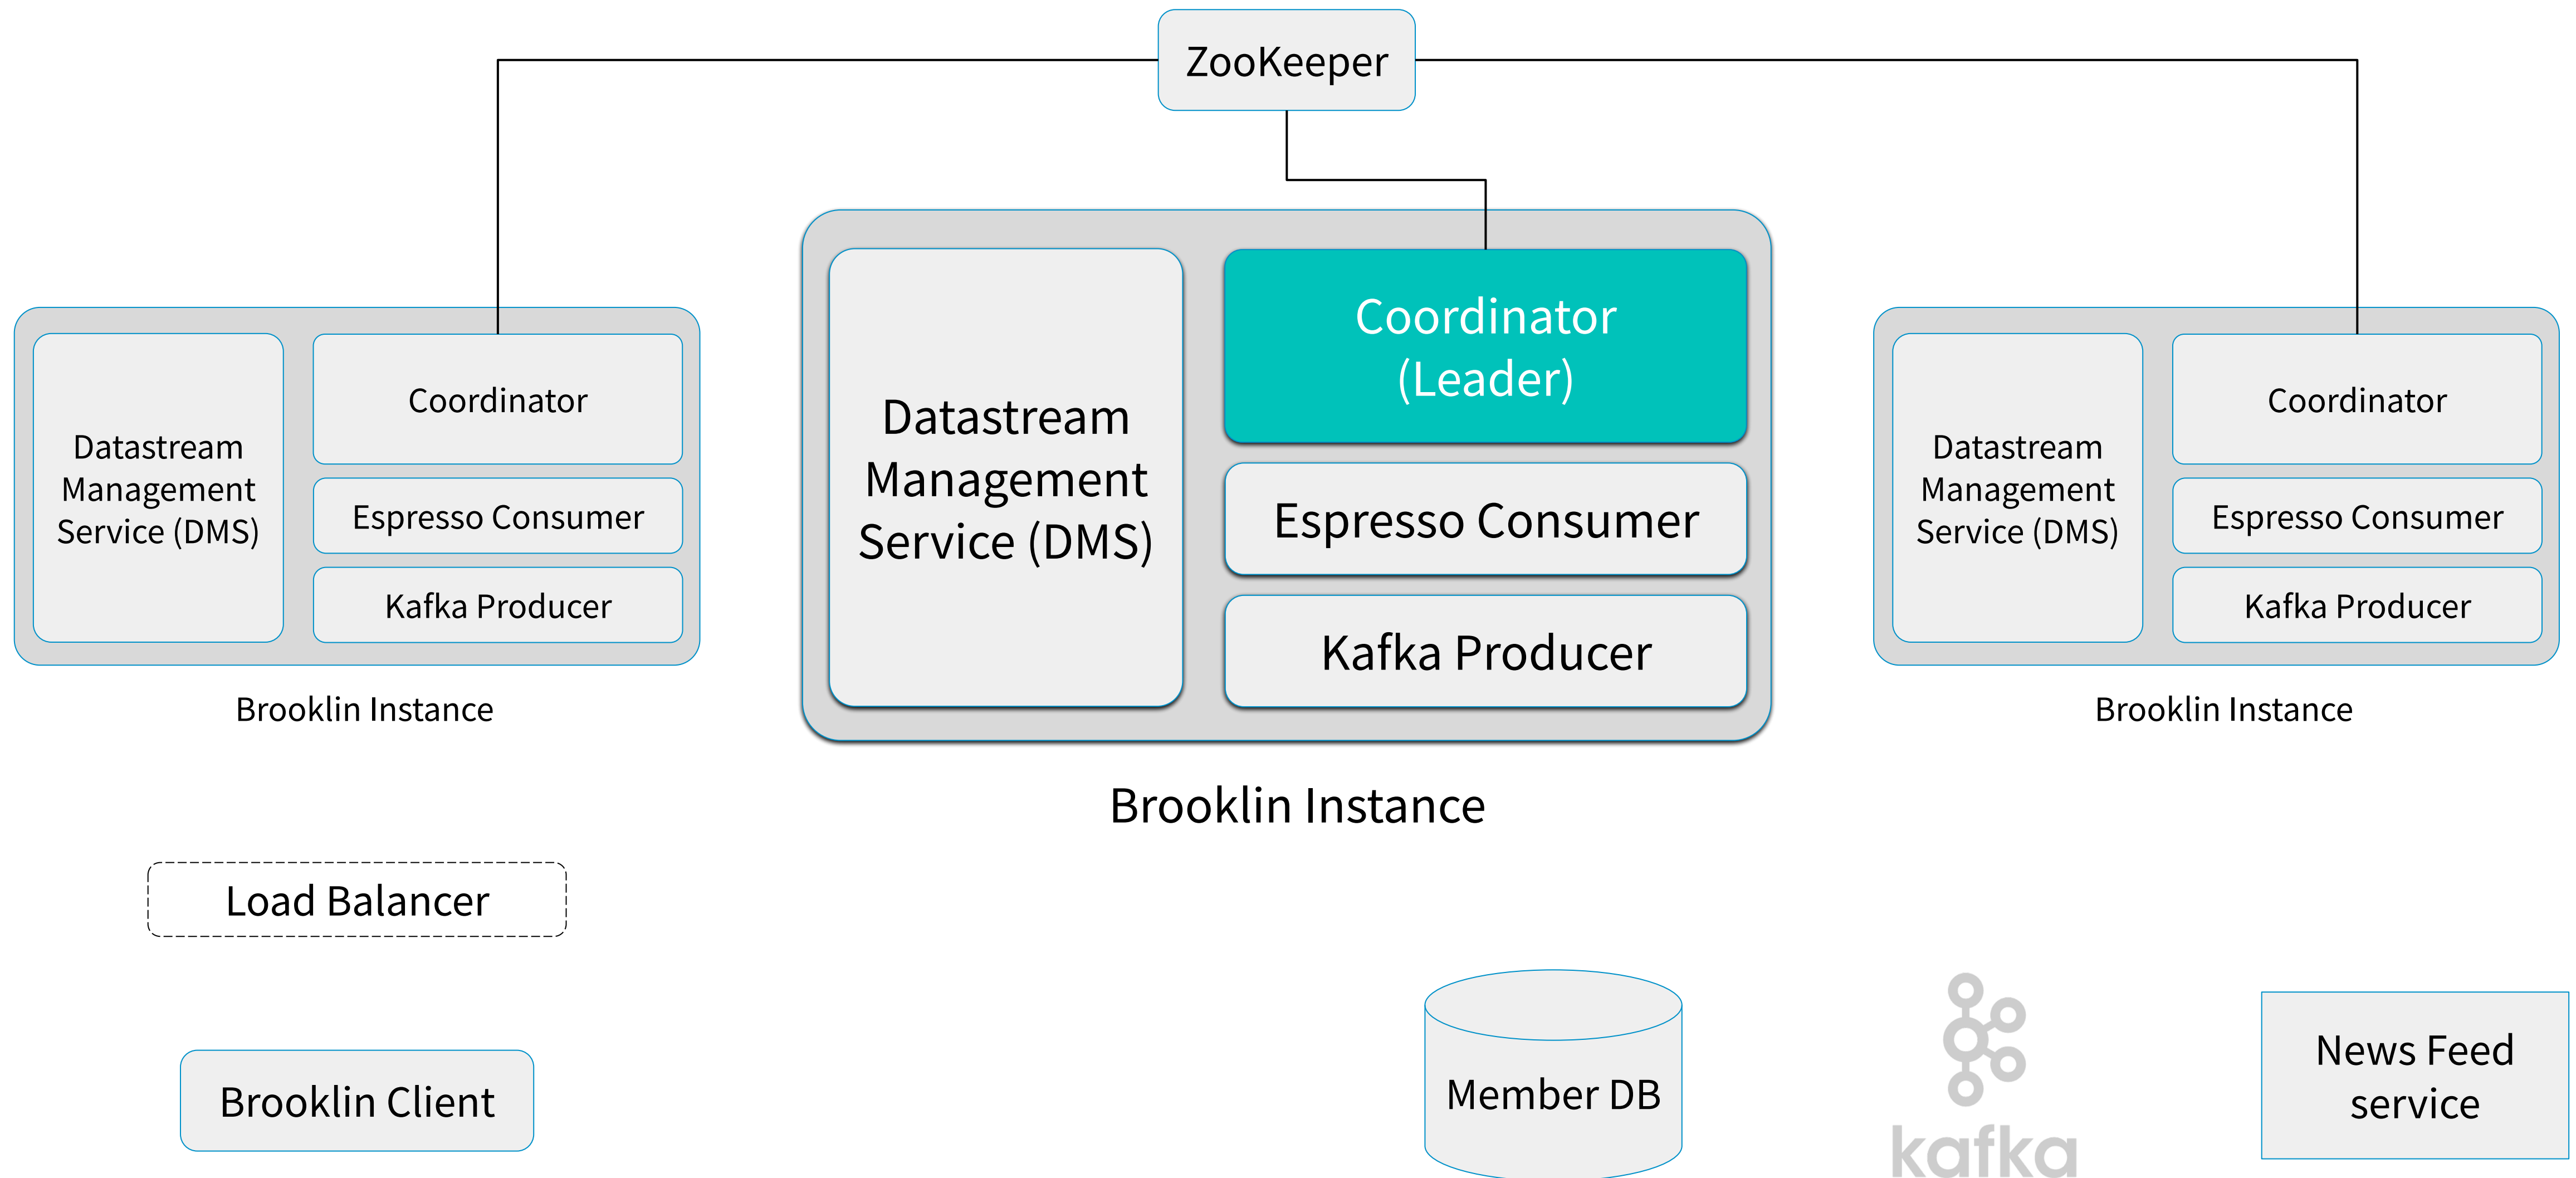 ZooKeeper
Datastream
Management
Service (DMS)
Coordinator
Espresso Consumer
Kafka Producer
Brooklin Instance
Datastream
Management
Service (DMS)
Coordinator
(Leader)
Espresso Consumer
Kafka Producer
Brooklin Instance
Datastream
Management
Service (DMS)
Coordinator
Espresso Consumer
Kafka Producer
Brooklin Instance
Load Balancer
Brooklin Client
Member DB
kafka
News Feed
service